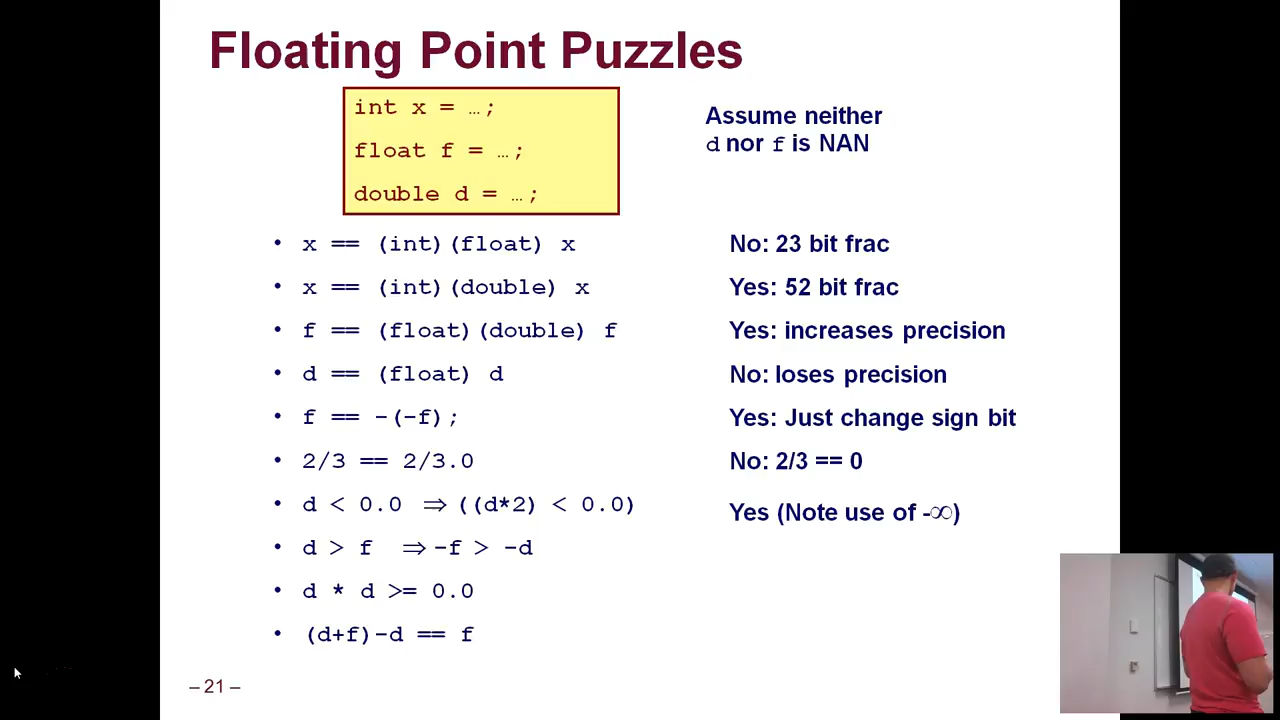 Floating Point Puzzles
int x = …;
float f = …;
double d = …;
Assume neither
d nor f is NAN
• x == (int)(float) x
No: 23 bit frac
• x == (int)(double) x
Yes: 52 bit frac
• f == (float)(double) f
Yes: increases precision
• d == (float) d
No: loses precision
• f == -(-f);
Yes: Just change sign bit
• 2/3 == 2/3.0
No: 2/3 == 0
• d < 0.0 ⇒ ((d*2) < 0.0)
Yes (Note use of -∞)
• d > f ⇒ -f > -d
• d * d >= 0.0
• (d+f)-d == f
– 21 –